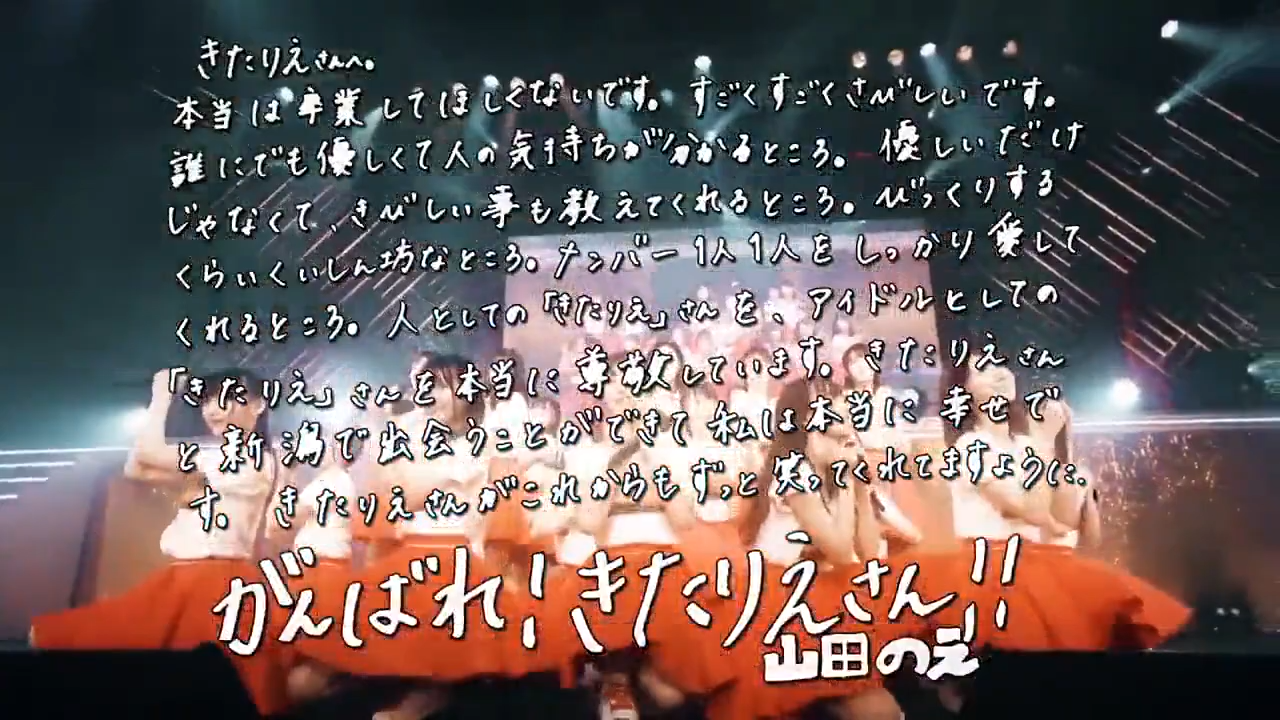 きたりえさんへ。
本当は卒業してほしくないです。すごくすごくさびしいです。
誰にでも優しくて人の気持ちが分かるところ。優しいだけ
じゃなくて、きびしい事も教えてくれるところ。びっくりする
くらいくいしん坊なところ。ナンバー1人1人をしっかり愛して
くれるところ。人としての「きたりえ」さんを、アイドルとしての
「きたりえ」さんを本当に尊敬しています。きたりえさん
と新潟で出会うことができて私は本当に幸せで
す。きたりえさんがこれからもずっと笑ってくれてますように。
がんばれ!きたりえさん!!
山田のえ